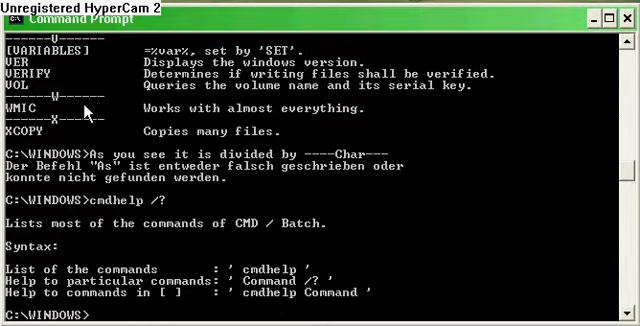 Unregistered HyperCam 2
Command Prompt
------U------
[VARIABLES] =%var%, set by 'SET'.
VER Displays the windows version.
VERIFY Determines if writing files shall be verified.
VOL Queries the volume name and its serial key.
------W------
WMIC Works with almost everything.
------X------
XCOPY Copies many files.
C:\WINDOWS>As you see it is divided by ----Char---
Der Befehl "As" ist entweder falsch geschrieben oder
konnte nicht gefunden werden.
C:\WINDOWS>cmdhelp /?
Lists most of the commands of CMD / Batch.
Syntax:
List of the commands : ' cmdhelp '
Help to particular commands: ' Command /? '
Help to commands in [ ] : ' cmdhelp Command '
C:\WINDOWS>